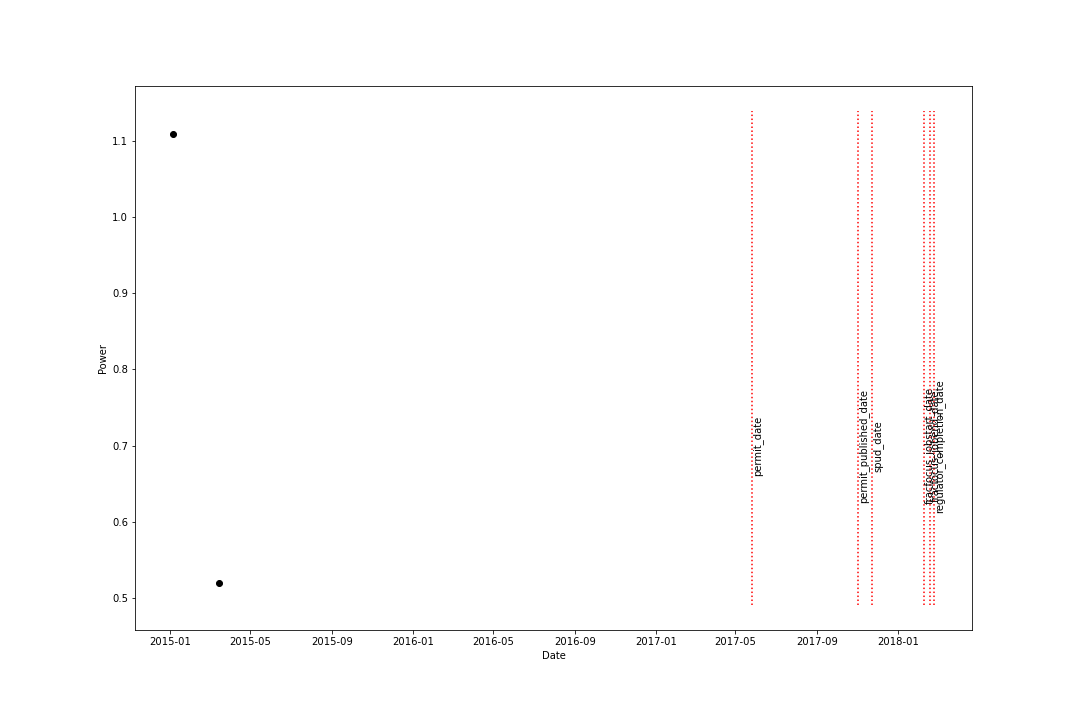 1.1
1.0
0.9
0.8
0.7
0.6
0.5
Power
permit_date
permit_published_date
spud_date
fracfocus_jobstart_date
regulator_completion_date
2015-01
2015-05
2015-09
2016-01
2016-05
2016-09
2017-01
2017-05
2017-09
2018-01
Date